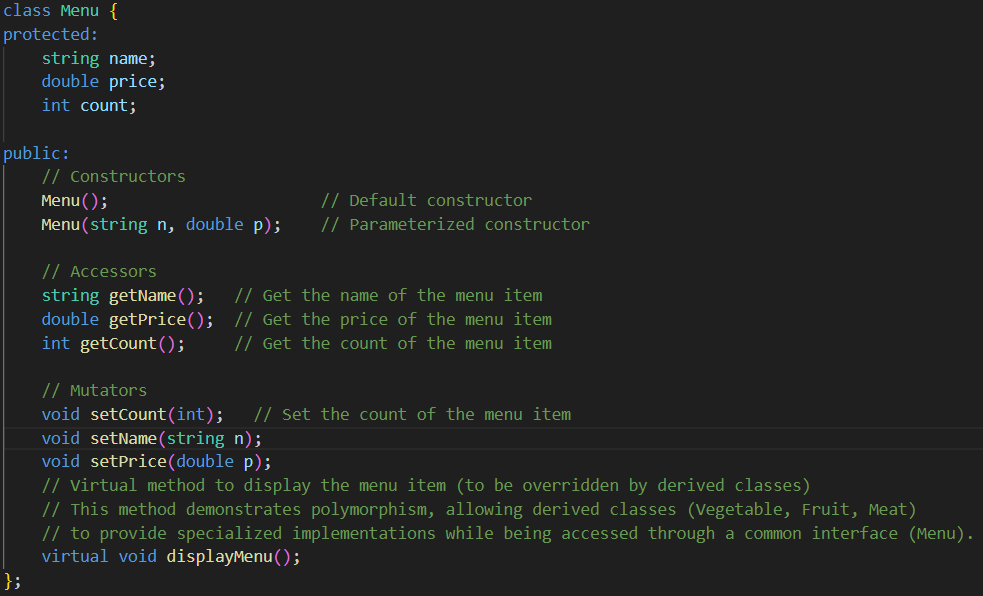 class Menu {
protected:
    string name;
    double price;
    int count;

public:
    // Constructors
    Menu();                      // Default constructor
    Menu(string n, double p);    // Parameterized constructor

    // Accessors
    string getName();   // Get the name of the menu item
    double getPrice();  // Get the price of the menu item
    int getCount();     // Get the count of the menu item

    // Mutators
    void setCount(int);   // Set the count of the menu item
    void setName(string n);
    void setPrice(double p);
    // Virtual method to display the menu item (to be overridden by derived classes)
    // This method demonstrates polymorphism, allowing derived classes (Vegetable, Fruit, Meat)
    // to provide specialized implementations while being accessed through a common interface (Menu).
    virtual void displayMenu();
};